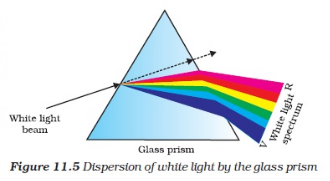 R
White light
spectrum
V
White light
beam
Glass prism
Figure 11.5 Dispersion of white light by the glass prism